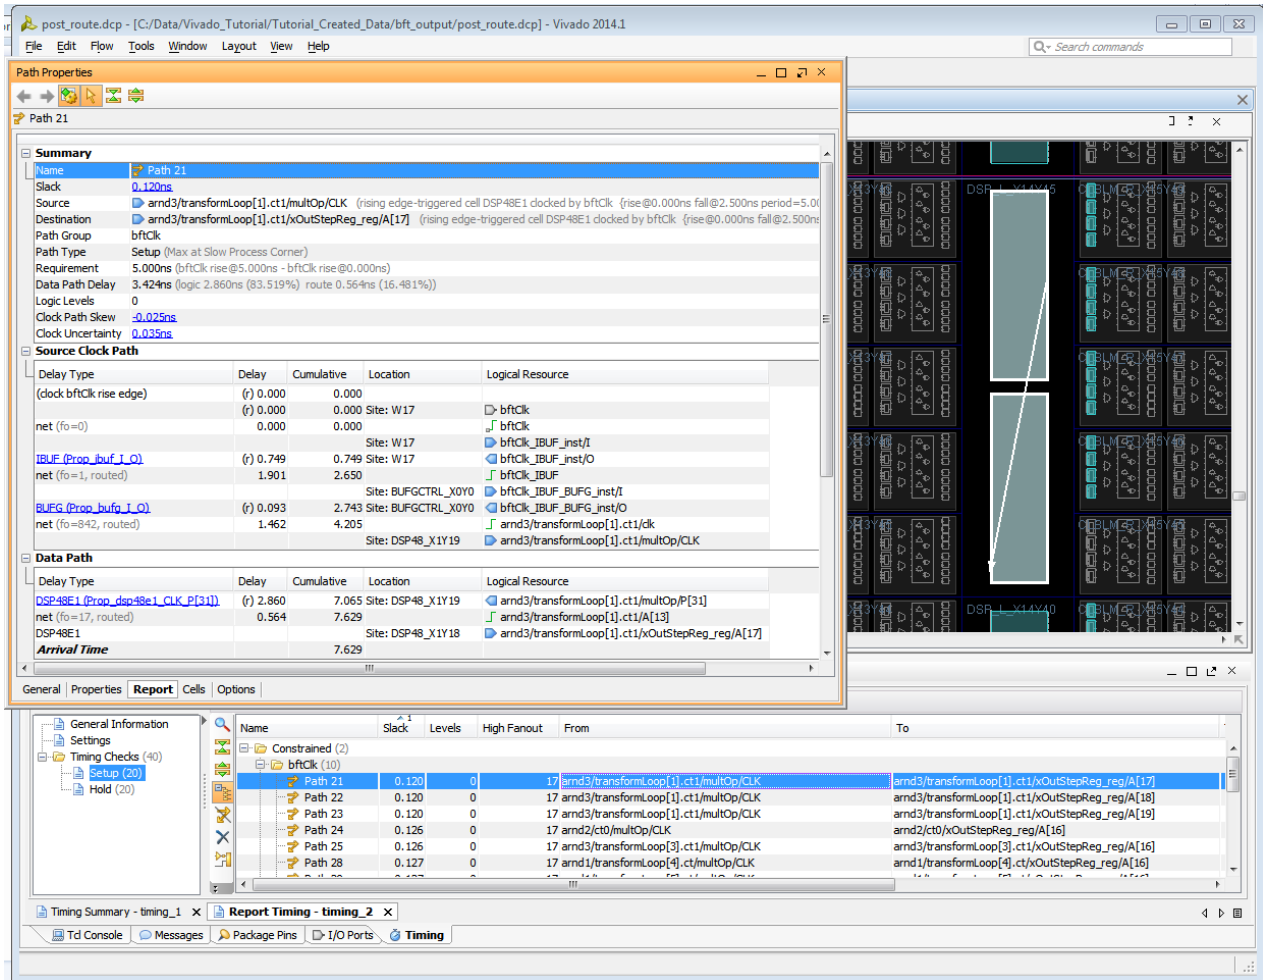 post_route.dcp - [C:/Data/Vivado_Tutorial/Tutorial_Created_Data/bft_output/post_route.dcp] - Vivado 2014.1
File Edit Flow Tools Window Layout View Help
Search commands
Path Properties
Path 21
Summary
Name Path 21
Slack 0.120ns
Source arnd3/transformLoop[1].ct1/multOp/CLK (rising edge-triggered cell DSP48E1 clocked by bftClk {rise@0.000ns fall@2.500ns period=5.00
Destination arnd3/transformLoop[1].ct1/xOutStepReg_reg/A[17] (rising edge-triggered cell DSP48E1 clocked by bftClk {rise@0.000ns fall@2.500ns
Path Group bftClk
Path Type Setup (Max at Slow Process Corner)
Requirement 5.000ns (bftClk rise@5.000ns - bftClk rise@0.000ns)
Data Path Delay 3.424ns (logic 2.860ns (83.519%) route 0.564ns (16.481%))
Logic Levels 0
Clock Path Skew -0.025ns
Clock Uncertainty 0.035ns
Source Clock Path
Delay Type Delay Cumulative Location Logical Resource
(clock bftClk rise edge) (r) 0.000 0.000
(r) 0.000 0.000 Site: W17 bftClk
net (fo=0) 0.000 0.000 bftClk
Site: W17 bftClk_IBUF_inst/I
IBUF (Prop_ibuf_I_O) (r) 0.749 0.749 Site: W17 bftClk_IBUF_inst/O
net (fo=1, routed) 1.901 2.650 bftClk_IBUF
Site: BUFGCTRL_X0Y0 bftClk_IBUF_BUFG_inst/I
BUFG (Prop_bufg_I_O) (r) 0.093 2.743 Site: BUFGCTRL_X0Y0 bftClk_IBUF_BUFG_inst/O
net (fo=842, routed) 1.462 4.205 arnd3/transformLoop[1].ct1/clk
Site: DSP48_X1Y19 arnd3/transformLoop[1].ct1/multOp/CLK
Data Path
Delay Type Delay Cumulative Location Logical Resource
DSP48E1 (Prop_dsp48e1_CLK_P[31]) (r) 2.860 7.065 Site: DSP48_X1Y19 arnd3/transformLoop[1].ct1/multOp/P[31]
net (fo=17, routed) 0.564 7.629 arnd3/transformLoop[1].ct1/A[13]
DSP48E1 Site: DSP48_X1Y18 arnd3/transformLoop[1].ct1/xOutStepReg_reg/A[17]
Arrival Time 7.629
General Properties Report Cells Options
DSP_L_X14Y40
General Information
Settings
Timing Checks (40)
Setup (20)
Hold (20)
Name Slack 1 Levels High Fanout From To
Constrained (2)
bftClk (10)
Path 21 0.120 0 17 arnd3/transformLoop[1].ct1/multOp/CLK arnd3/transformLoop[1].ct1/xOutStepReg_reg/A[17]
Path 22 0.120 0 17 arnd3/transformLoop[1].ct1/multOp/CLK arnd3/transformLoop[1].ct1/xOutStepReg_reg/A[18]
Path 23 0.120 0 17 arnd3/transformLoop[1].ct1/multOp/CLK arnd3/transformLoop[1].ct1/xOutStepReg_reg/A[19]
Path 24 0.126 0 17 arnd2/ct0/multOp/CLK arnd2/ct0/xOutStepReg_reg/A[16]
Path 25 0.126 0 17 arnd3/transformLoop[3].ct1/multOp/CLK arnd3/transformLoop[3].ct1/xOutStepReg_reg/A[16]
Path 28 0.127 0 17 arnd1/transformLoop[4].ct/multOp/CLK arnd1/transformLoop[4].ct/xOutStepReg_reg/A[16]
Timing Summary - timing_1 Report Timing - timing_2
Tcl Console Messages Package Pins I/O Ports Timing